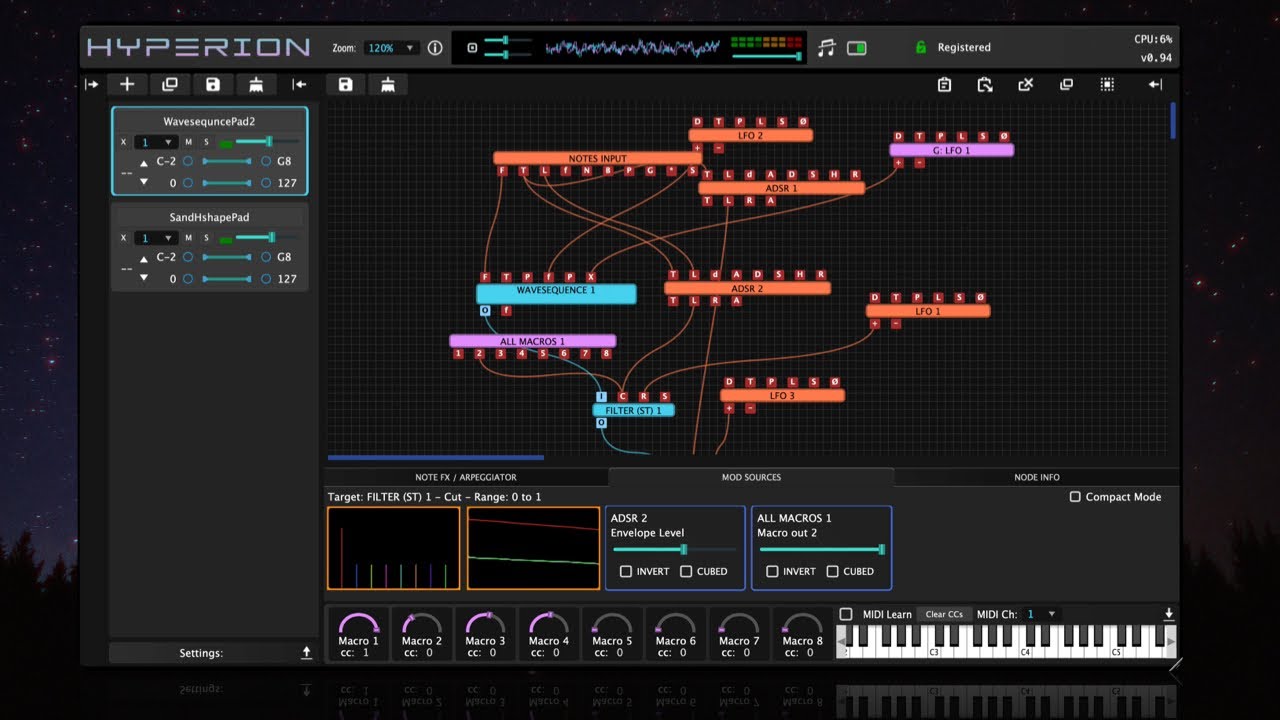 HYPERION
Zoom: 120%
Registered
CPU:6%
v0.94
WavesequncePad2
X 1 M S
C-2 G8
--
0 127
SandHshapePad
X 1 M S
C-2 G8
--
0 127
D T P L S Ø
LFO 2
+ -
D T P L S Ø
G: LFO 1
+ -
NOTES INPUT
F T L f N B P G * S
T L d A D S H R
ADSR 1
T L R A
F T P f P X
WAVESEQUENCE 1
O f
T L d A D S H R
ADSR 2
T L R A
D T P L S Ø
LFO 1
+ -
ALL MACROS 1
1 2 3 4 5 6 7 8
I C R S
FILTER (ST) 1
O
D T P L S Ø
LFO 3
+ -
NOTE FX / ARPEGGIATOR MOD SOURCES NODE INFO
Target: FILTER (ST) 1 - Cut - Range: 0 to 1
Compact Mode
ADSR 2
Envelope Level
INVERT CUBED
ALL MACROS 1
Macro out 2
INVERT CUBED
Macro 1 Macro 2 Macro 3 Macro 4 Macro 5 Macro 6 Macro 7 Macro 8
cc: 1 cc: 0 cc: 0 cc: 0 cc: 0 cc: 0 cc: 0 cc: 0
MIDI Learn Clear CCs MIDI Ch: 1
C3 C4 C5
Settings: